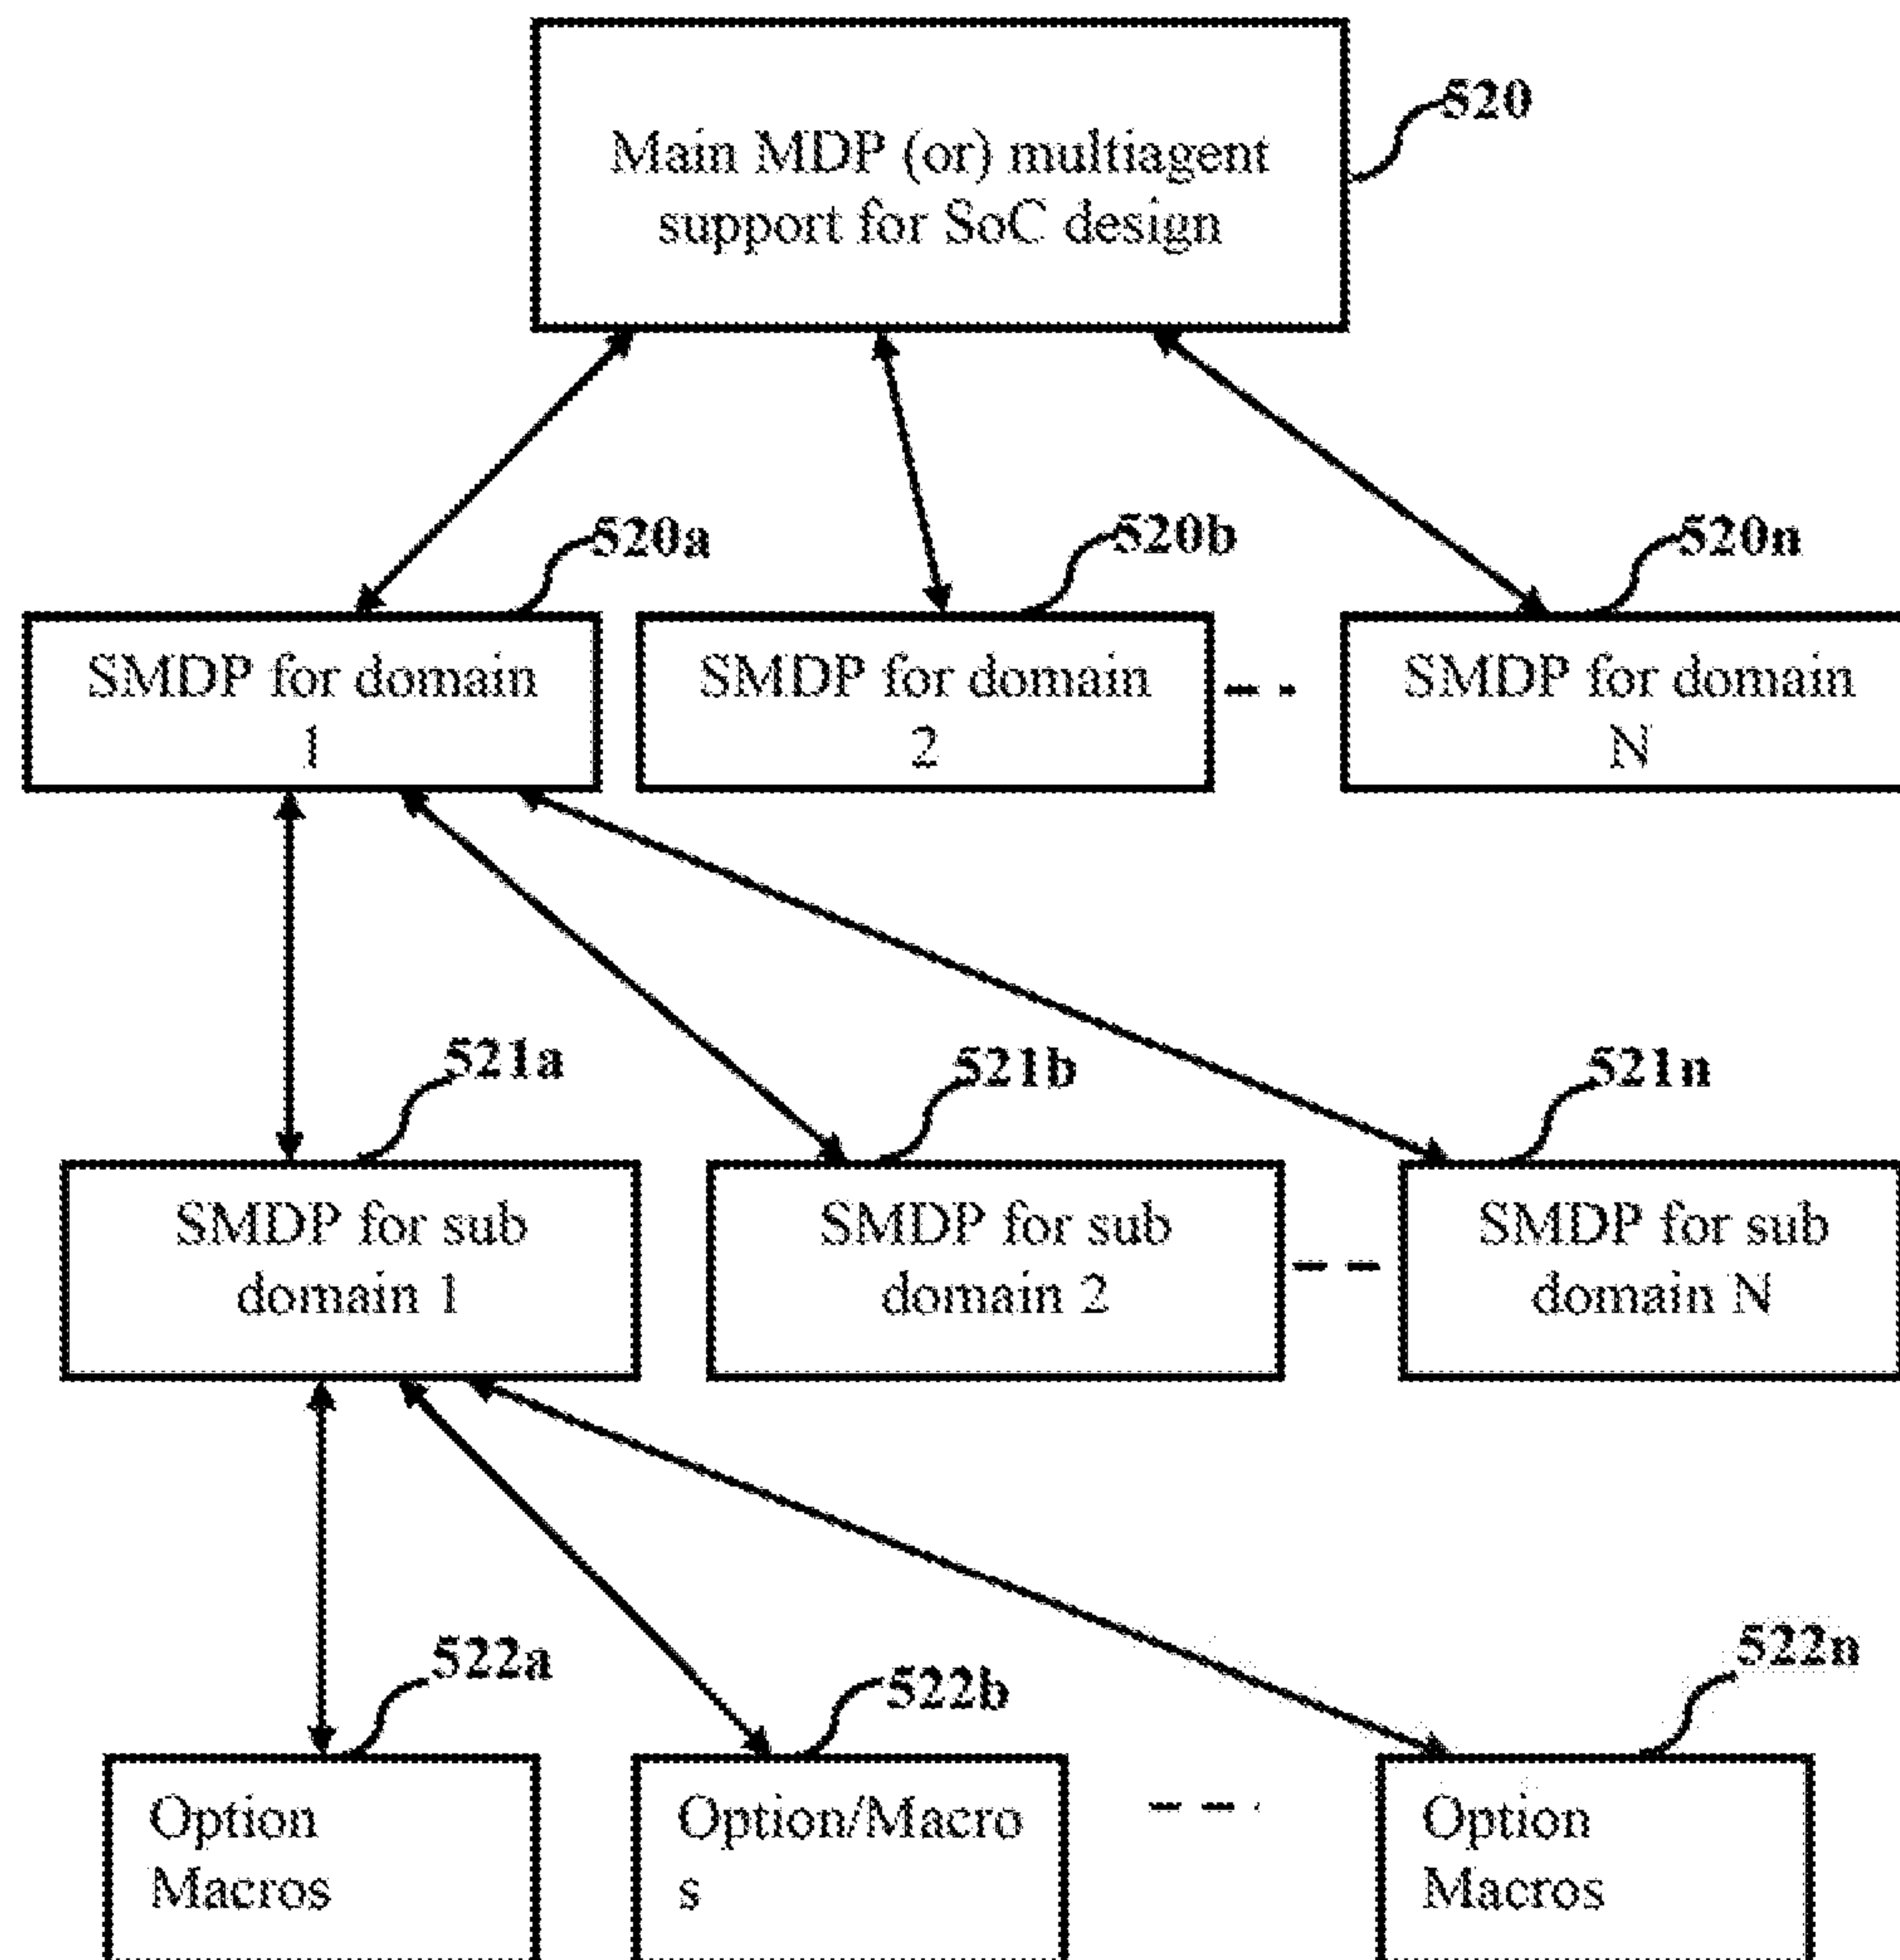 520
Main MDP (or) multiagent
support for SoC design
520a
520b
520n
SMDP for domain
1
SMDP for domain
2
SMDP for domain
N
521a
521b
521n
SMDP for sub
domain 1
SMDP for sub
domain 2
SMDP for sub
domain N
522a
522b
522n
Option
Macros
Option/Macro
s
Option
Macros